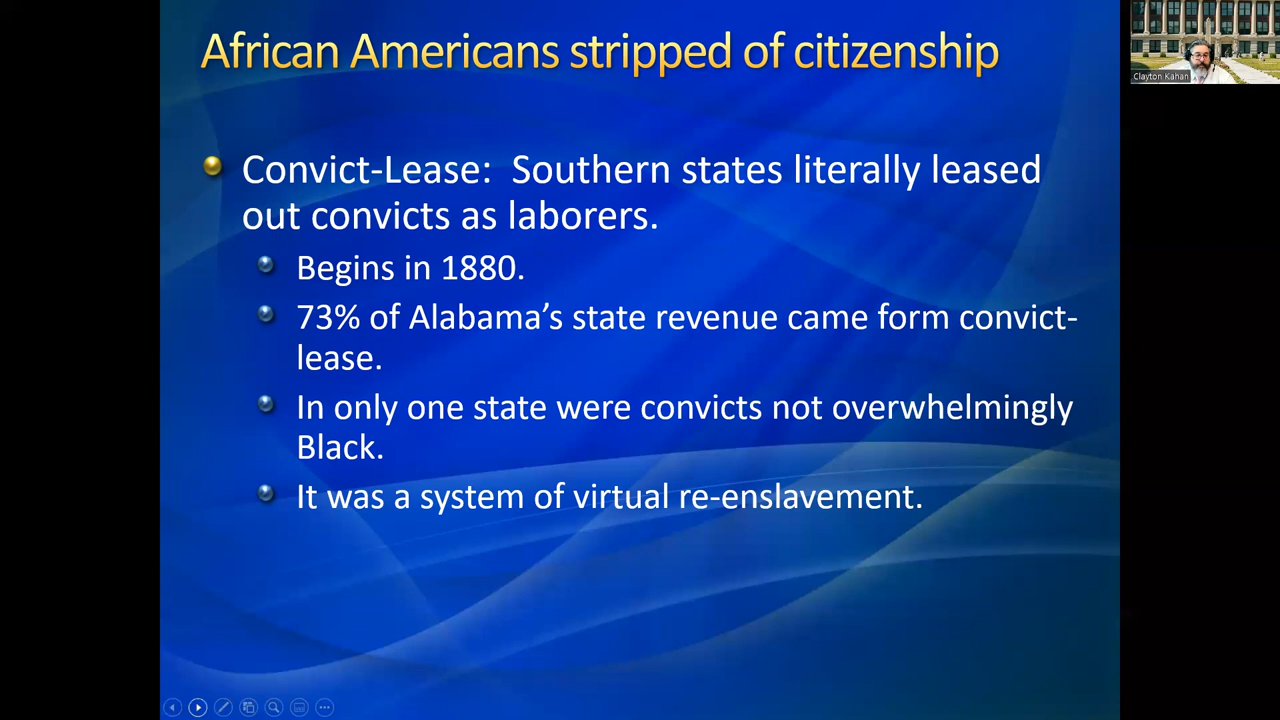 African Americans stripped of citizenship
Clayton Kahan
Convict-Lease: Southern states literally leased
out convicts as laborers.
Begins in 1880.
73% of Alabama’s state revenue came form convict-
lease.
In only one state were convicts not overwhelmingly
Black.
It was a system of virtual re-enslavement.